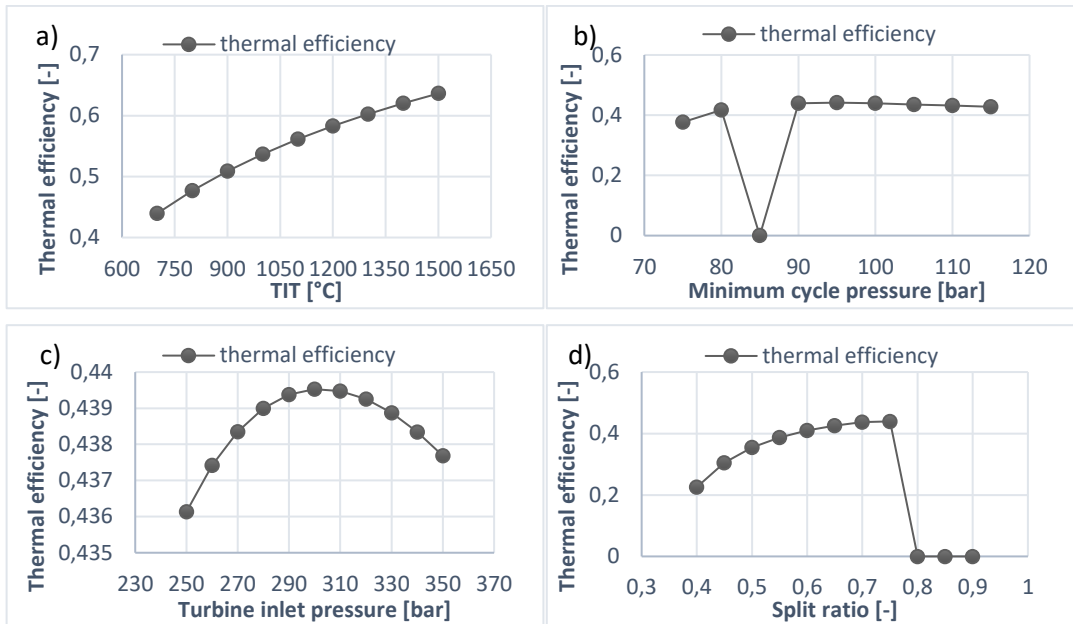 a)
thermal efficiency
Thermal efficiency [-]
0,7
0,6
0,5
0,4
600 750 900 1050 1200 1350 1500 1650
TIT [°C]
b)
thermal efficiency
Thermal efficiency [-]
0,6
0,4
0,2
0
70 80 90 100 110 120
Minimum cycle pressure [bar]
c)
thermal efficiency
Thermal efficiency [-]
0,44
0,439
0,438
0,437
0,436
0,435
230 250 270 290 310 330 350 370
Turbine inlet pressure [bar]
d)
thermal efficiency
Thermal efficiency [-]
0,6
0,4
0,2
0
0,3 0,4 0,5 0,6 0,7 0,8 0,9 1
Split ratio [-]